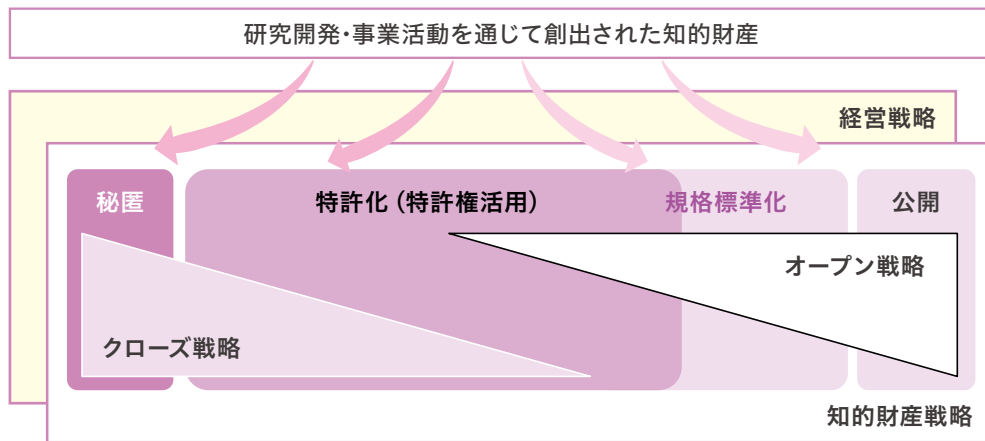 研究開発・事業活動を通じて創出された知的財産
経営戦略
秘匿
特許化（特許権活用）
規格標準化
公開
オープン戦略
クローズ戦略
知的財産戦略